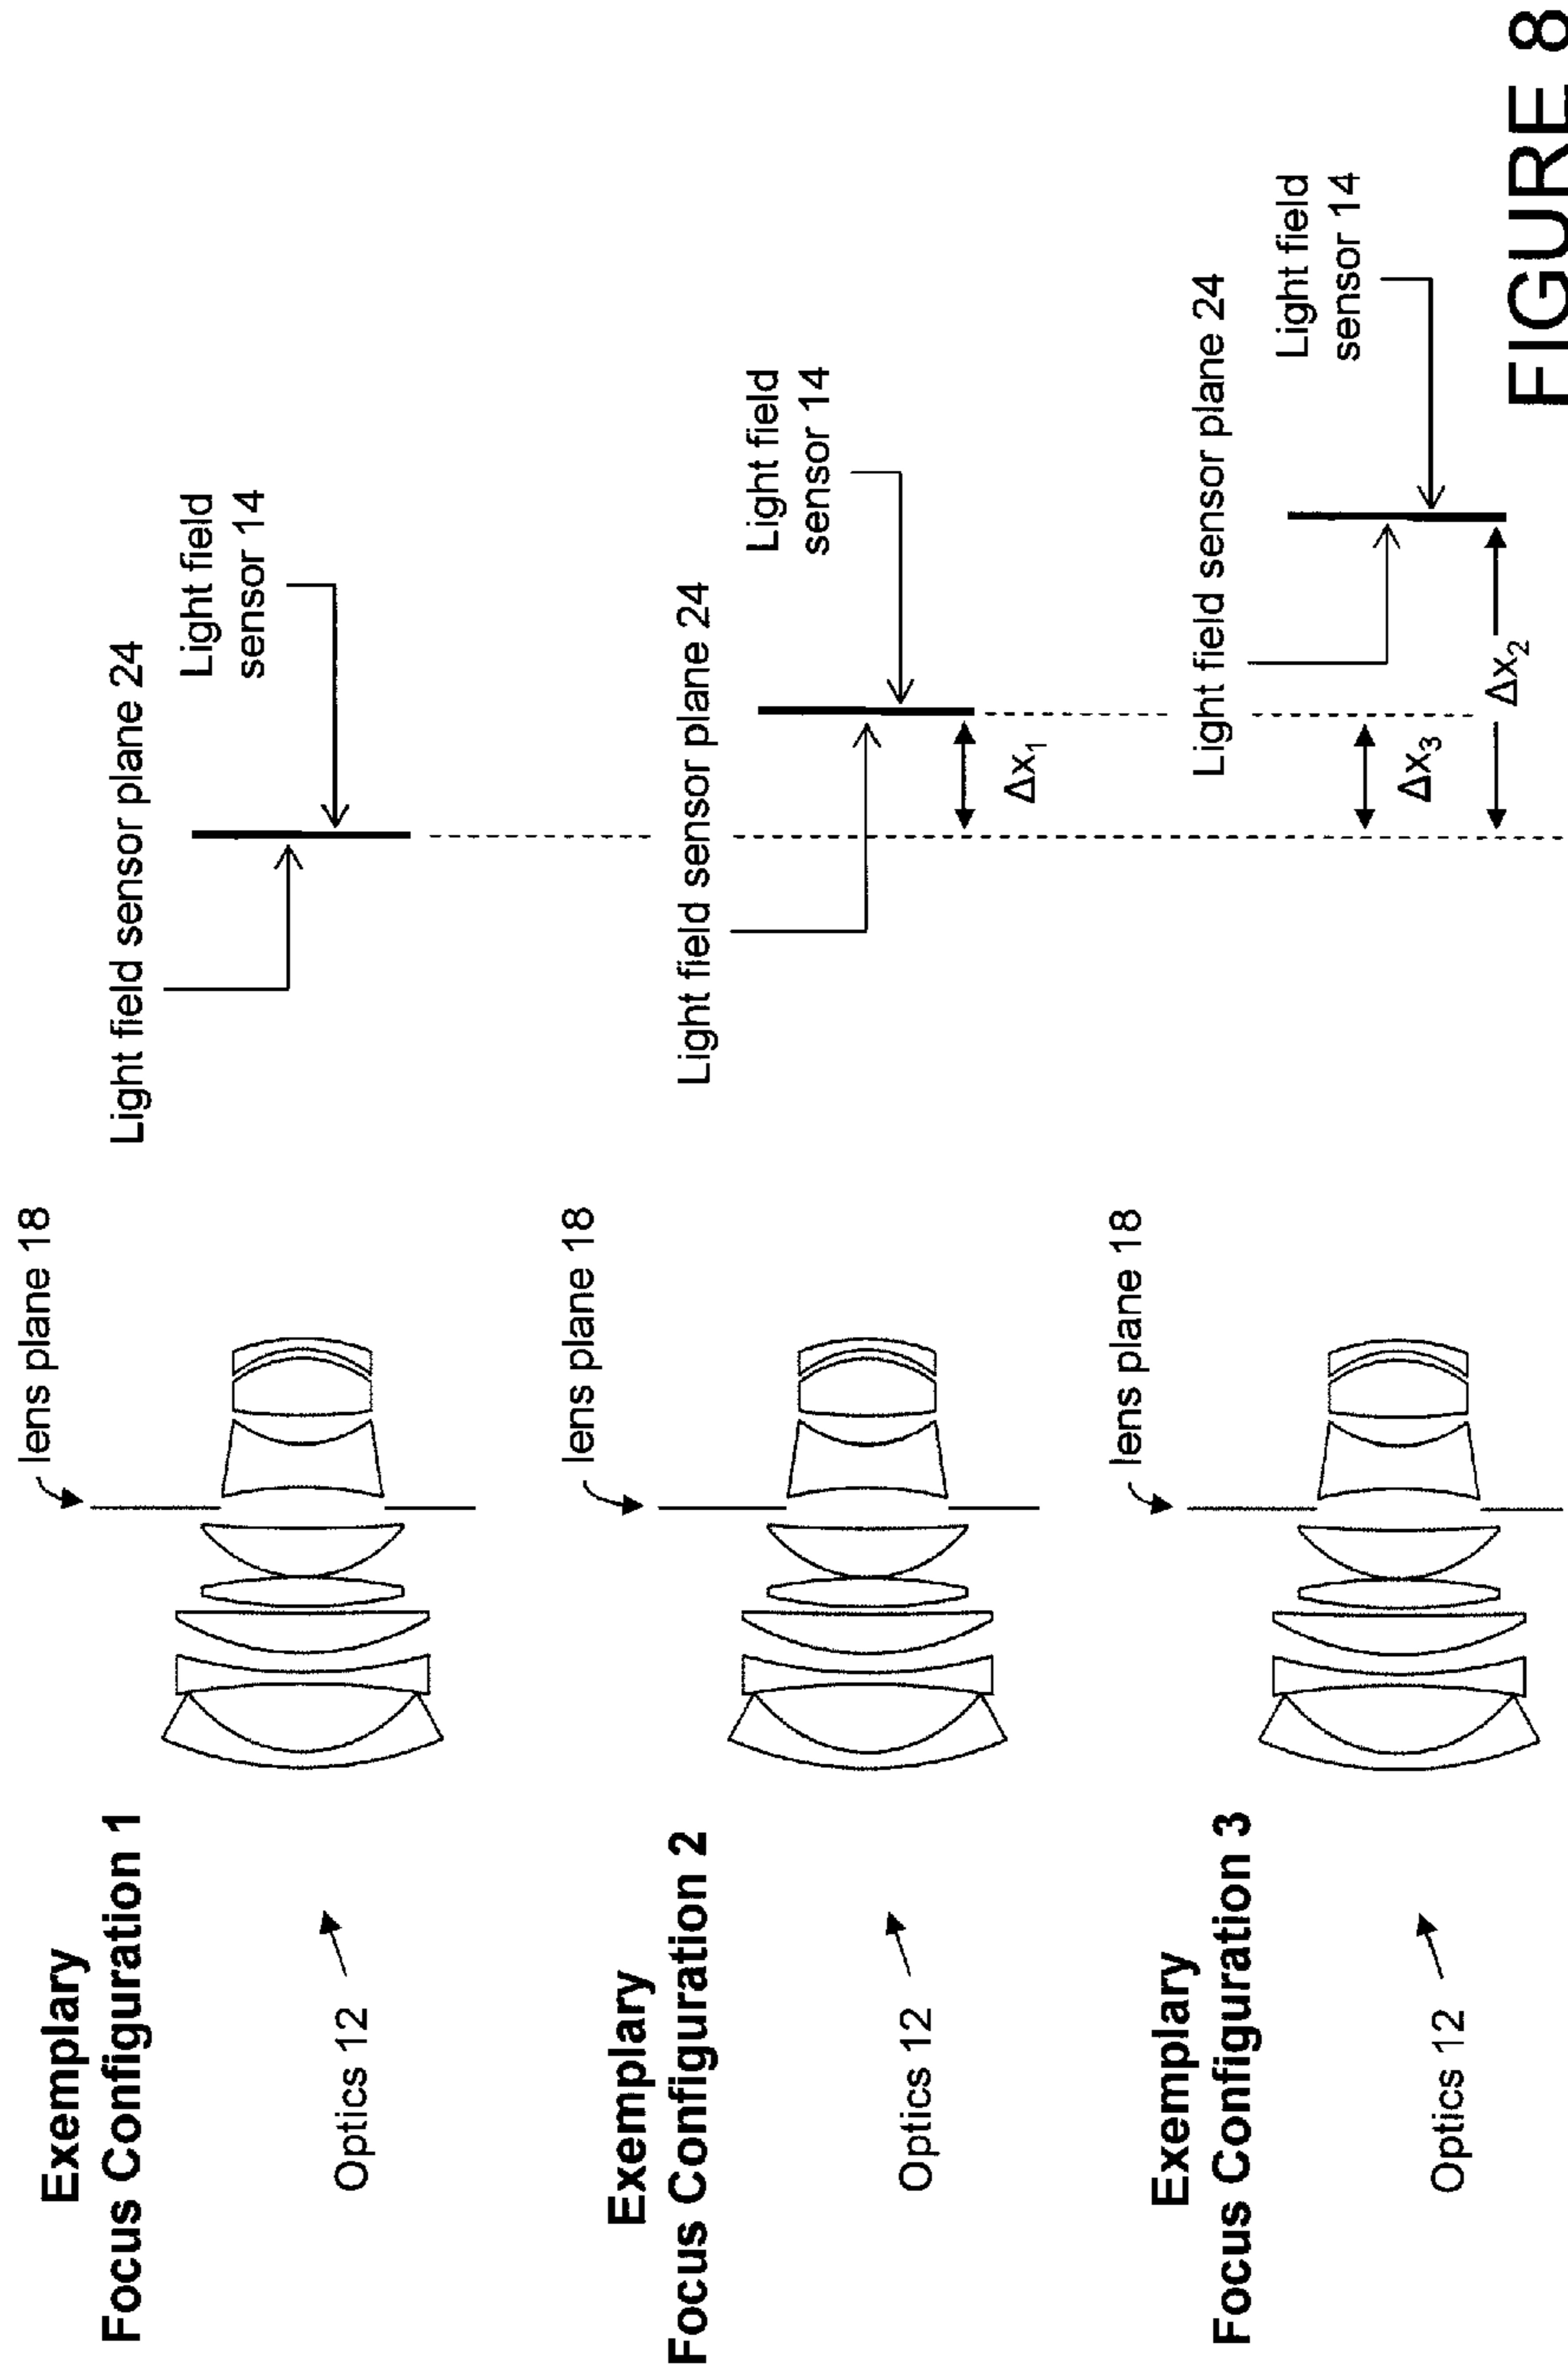 Exemplary
Focus Configuration 1
Optics 12
lens plane 18
Light field sensor plane 24
Light field
sensor 14
Exemplary
Focus Configuration 2
Optics 12
lens plane 18
Light field sensor plane 24
Light field
sensor 14
Δx₁
Exemplary
Focus Configuration 3
Optics 12
lens plane 18
Light field sensor plane 24
Light field
sensor 14
Δx₃
Δx₂
FIGURE 8